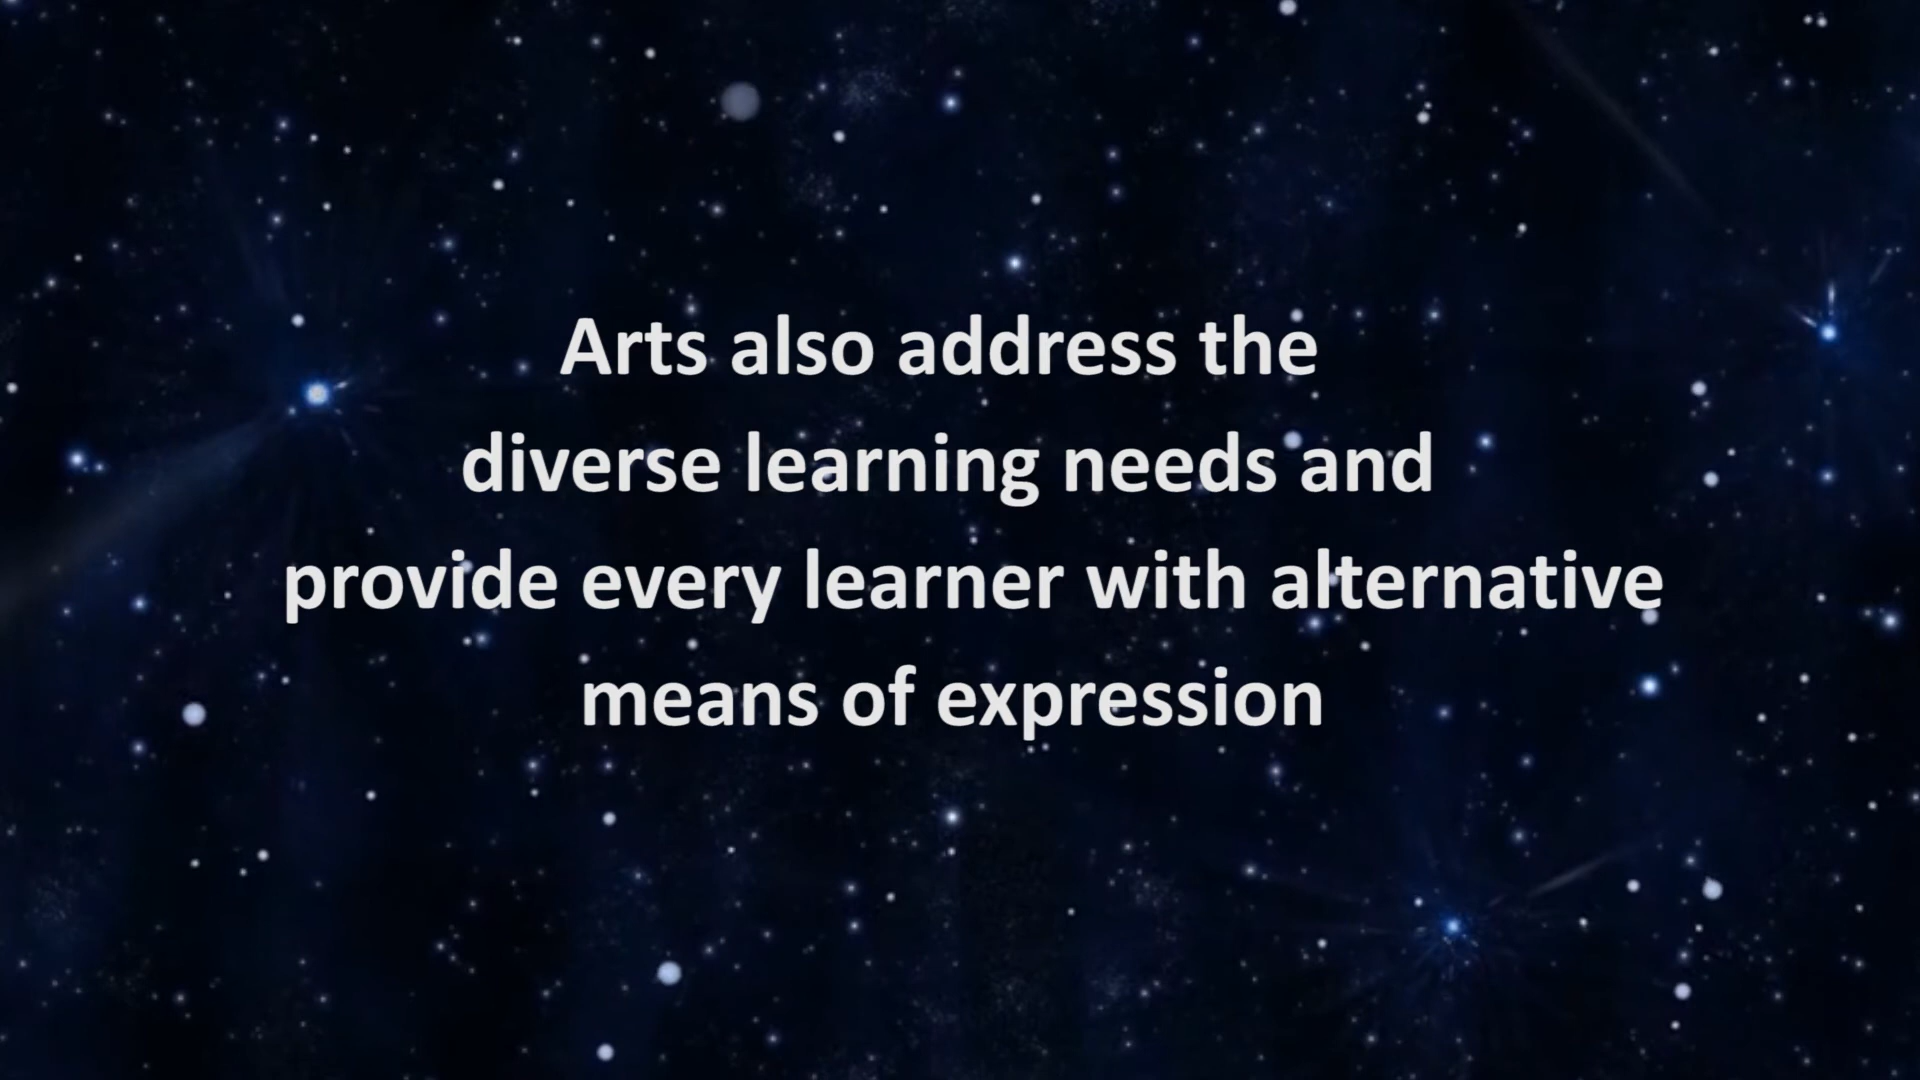 Arts also address the
diverse learning needs and
provide every learner with alternative
means of expression